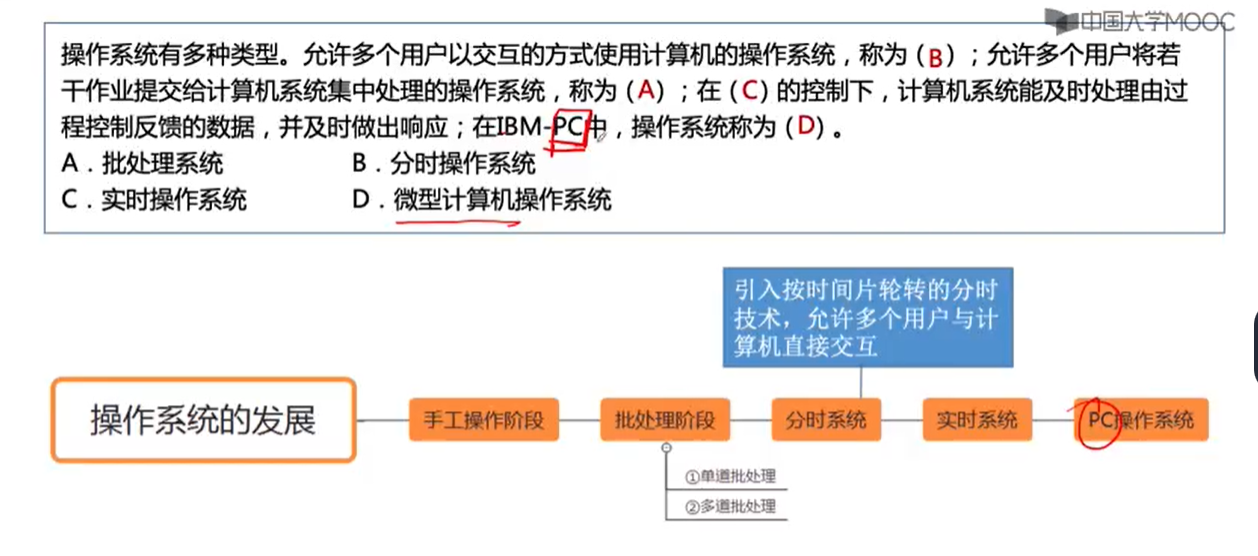 中国大学MOOC
操作系统有多种类型。允许多个用户以交互的方式使用计算机的操作系统，称为（B）；允许多个用户将若
干作业提交给计算机系统集中处理的操作系统，称为（A）；在（C）的控制下，计算机系统能及时处理由过
程控制反馈的数据，并及时做出响应；在IBM-PC中，操作系统称为（D）。
A．批处理系统 B．分时操作系统
C．实时操作系统 D．微型计算机操作系统
引入按时间片轮转的分时
技术，允许多个用户与计
算机直接交互
操作系统的发展
手工操作阶段
批处理阶段
分时系统
实时系统
PC操作系统
①单道批处理
②多道批处理